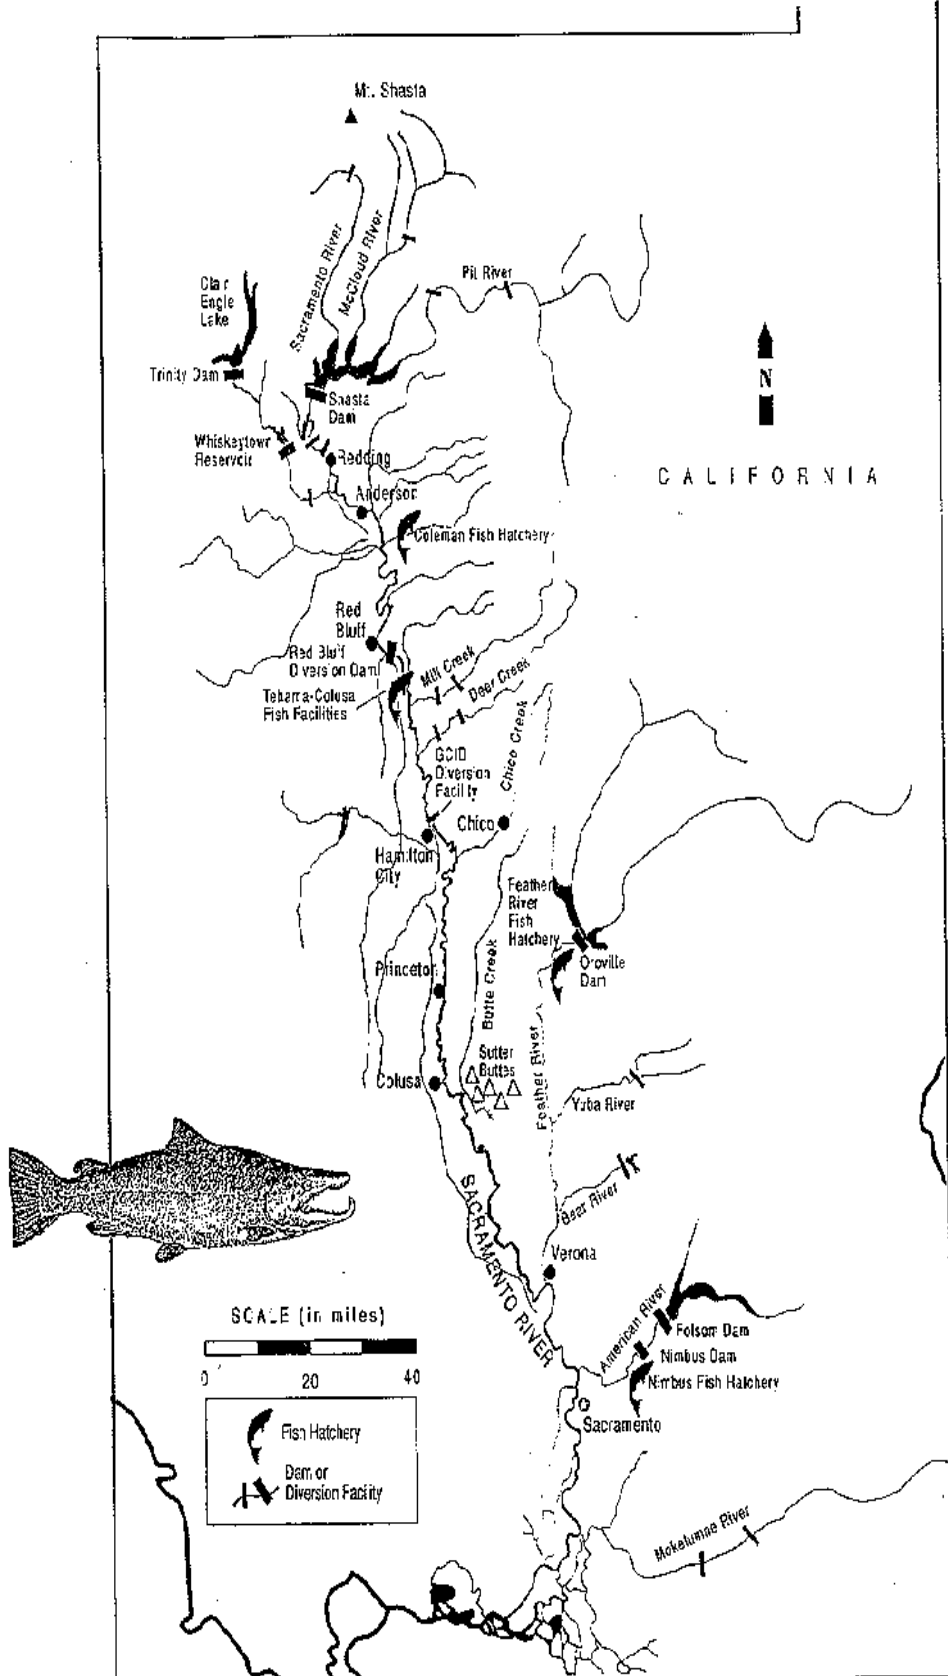 Mt. Shasta
Sacramento River
McCloud River
Pit River
Clair
Engle
Lake
Trinity Dam
Shasta
Dam
Whiskeytown
Reservoir
Redding
Anderson
CALIFORNIA
N
Coleman Fish Hatchery
Red
Bluff
Red Bluff
Diversion Dam
Mill Creek
Deer Creek
Tehama-Colusa
Fish Facilities
GCID
Diversion
Facility
Chico Creek
Chico
Hamilton
City
Feather
River
Fish
Hatchery
Oroville
Dam
Princeton
Butte Creek
Feather River
Sutter
Buttes
Colusa
Yuba River
Bear River
SACRAMENTO RIVER
Verona
American River
Folsom Dam
Nimbus Dam
Nimbus Fish Hatchery
Sacramento
SCALE (in miles)
0 20 40
Fish Hatchery
Dam or
Diversion Facility
Mokelumne River